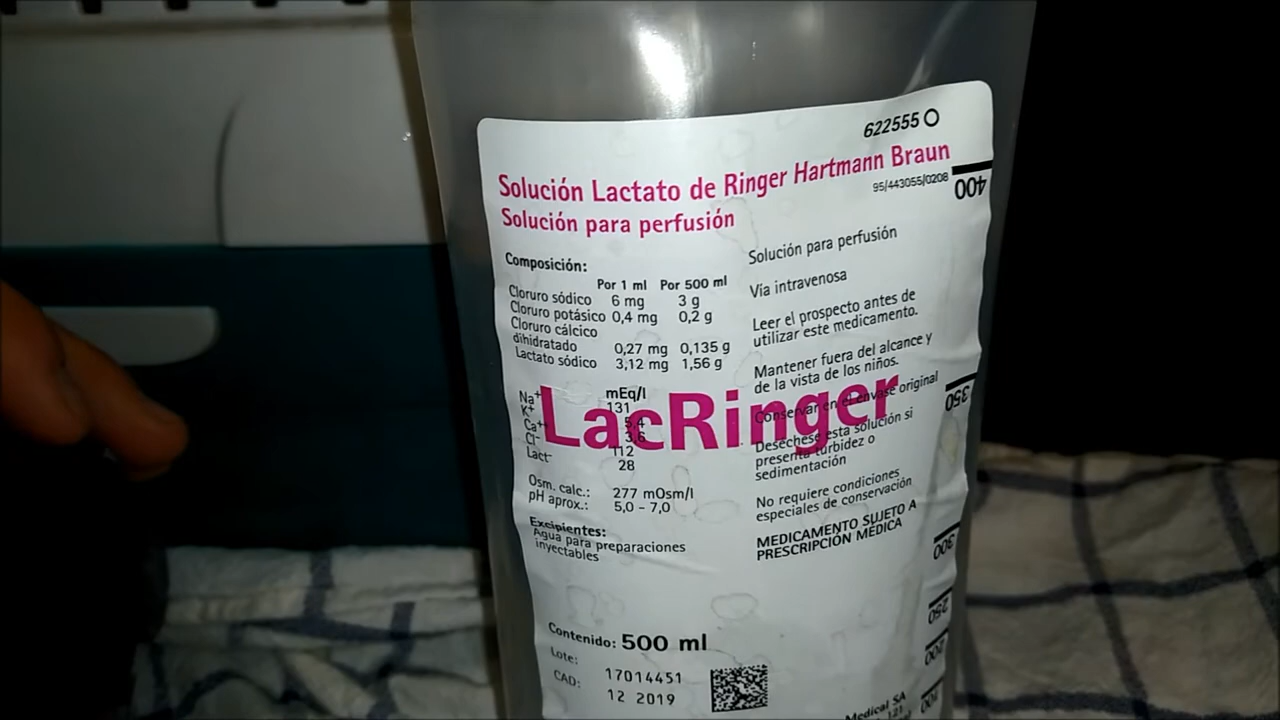 622555
Solución Lactato de Ringer Hartmann Braun
95/443055/0208
Solución para perfusión
Composición:
Por 1 ml Por 500 ml
Cloruro sódico 6 mg 3 g
Cloruro potásico 0,4 mg 0,2 g
Cloruro cálcico
dihidratado 0,27 mg 0,135 g
Lactato sódico 3,12 mg 1,56 g
mEq/l
Na+ 131
K+ 5,4
Ca++ 3,6
Cl- 112
Lact- 28
LacRinger
Osm. calc.: 277 mOsm/l
pH aprox.: 5,0 - 7,0
Excipientes:
Agua para preparaciones
inyectables
Solución para perfusión
Vía intravenosa
Leer el prospecto antes de
utilizar este medicamento.
Mantener fuera del alcance y
de la vista de los niños.
Conservar en el envase original
Deséchese esta solución si
presenta turbidez o
sedimentación
No requiere condiciones
especiales de conservación
MEDICAMENTO SUJETO A
PRESCRIPCIÓN MÉDICA
Contenido: 500 ml
Lote: 17014451
CAD: 12 2019
Medical SA
121
400
350
300
250
200
100